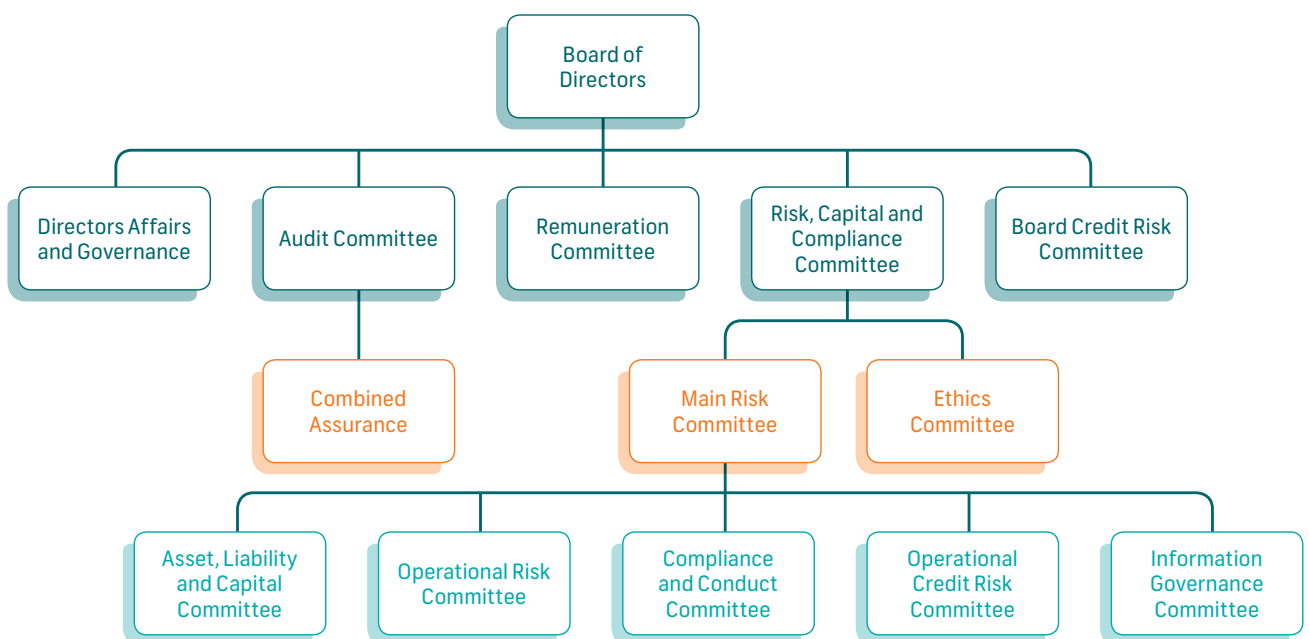 Board of
Directors
Directors Affairs
and Governance
Audit Committee
Remuneration
Committee
Risk, Capital and
Compliance
Committee
Board Credit Risk
Committee
Combined
Assurance
Main Risk
Committee
Ethics
Committee
Asset, Liability
and Capital
Committee
Operational Risk
Committee
Compliance
and Conduct
Committee
Operational
Credit Risk
Committee
Information
Governance
Committee